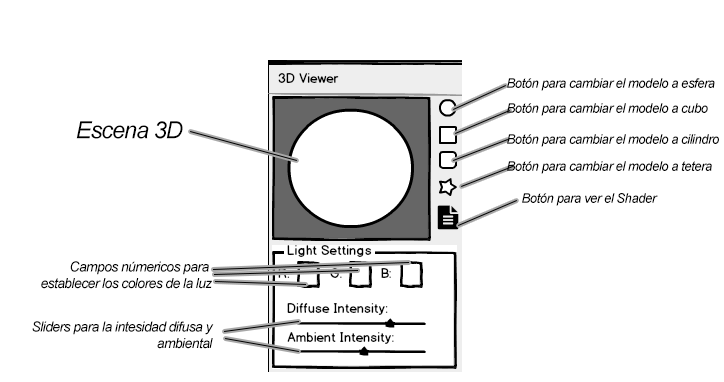 3D Viewer
Botón para cambiar el modelo a esfera
Botón para cambiar el modelo a cubo
Escena 3D
Botón para cambiar el modelo a cilindro
Botón para cambiar el modelo a tetera
Botón para ver el Shader
Light Settings
Campos númericos para
establecer los colores de la luz
R: G: B:
Diffuse Intensity:
Sliders para la intesidad difusa y
ambiental
Ambient Intensity: